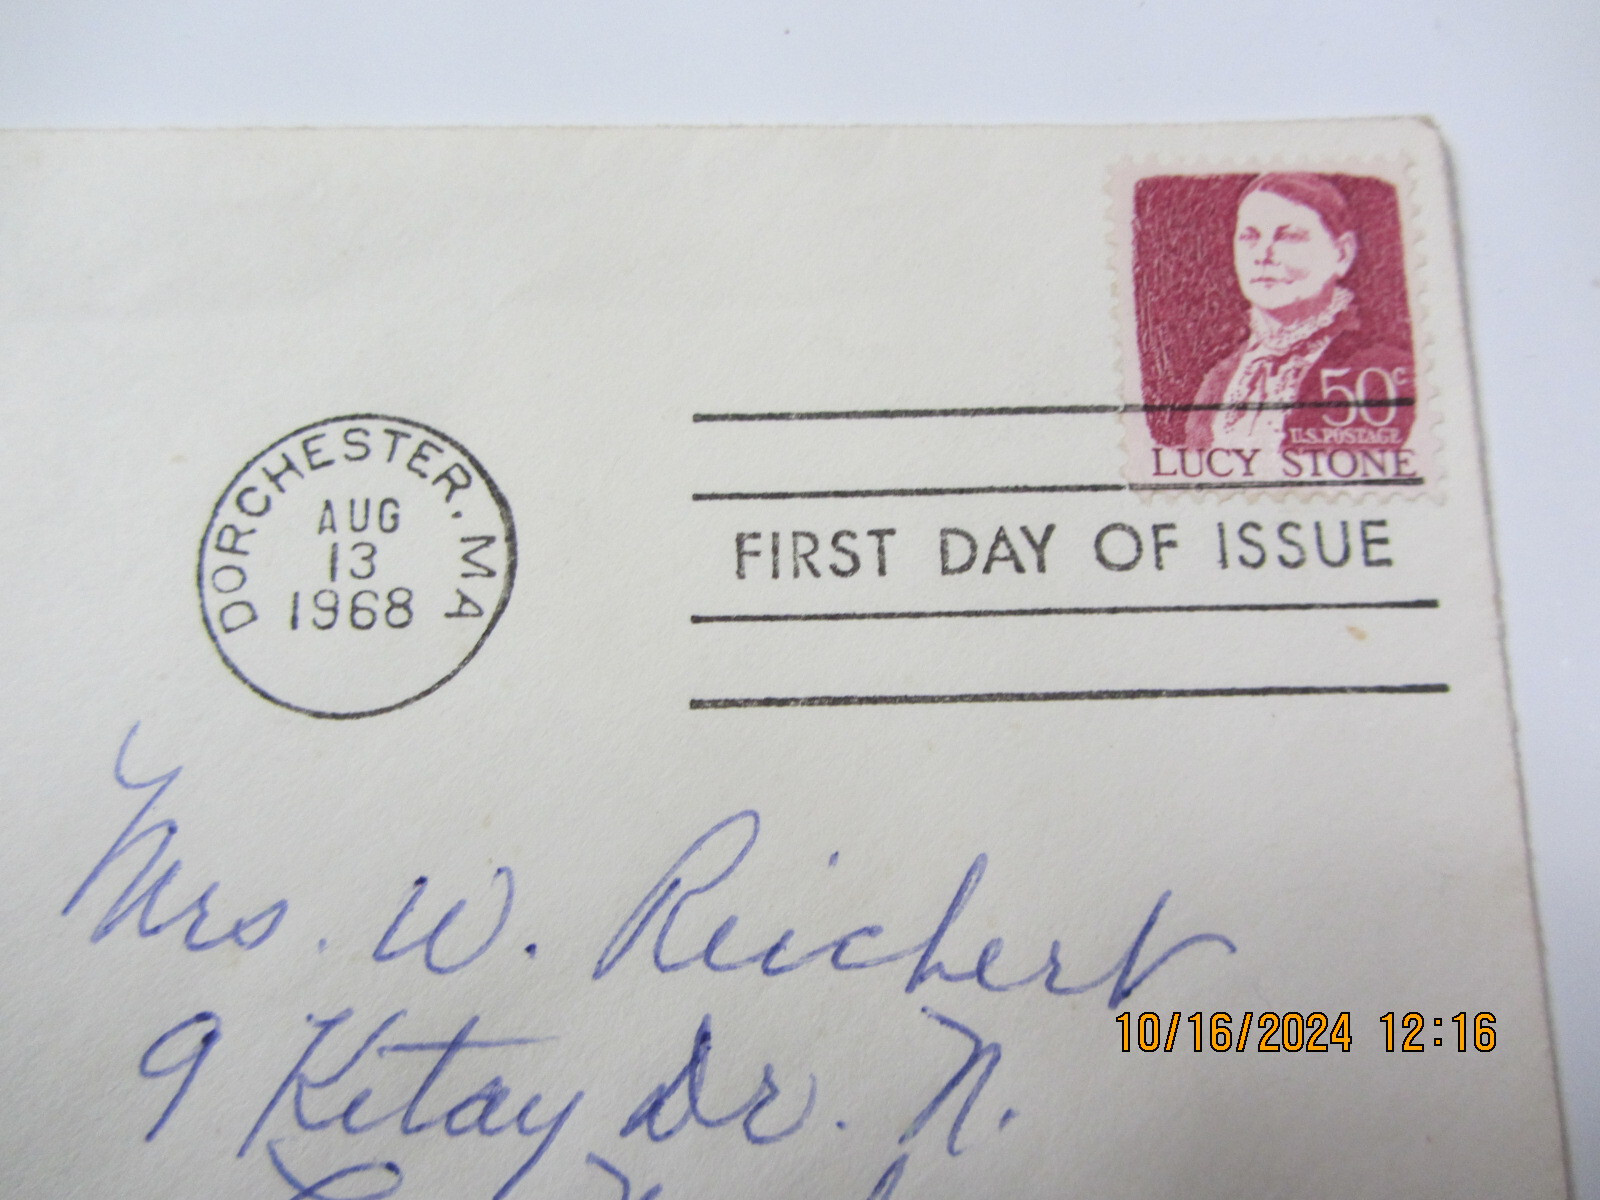 50c
U.S. POSTAGE
LUCY STONE
DORCHESTER, MA
AUG
13
1968
FIRST DAY OF ISSUE
Mrs. W. Reichert
9 Kitay Dr. N.
10/16/2024 12:16